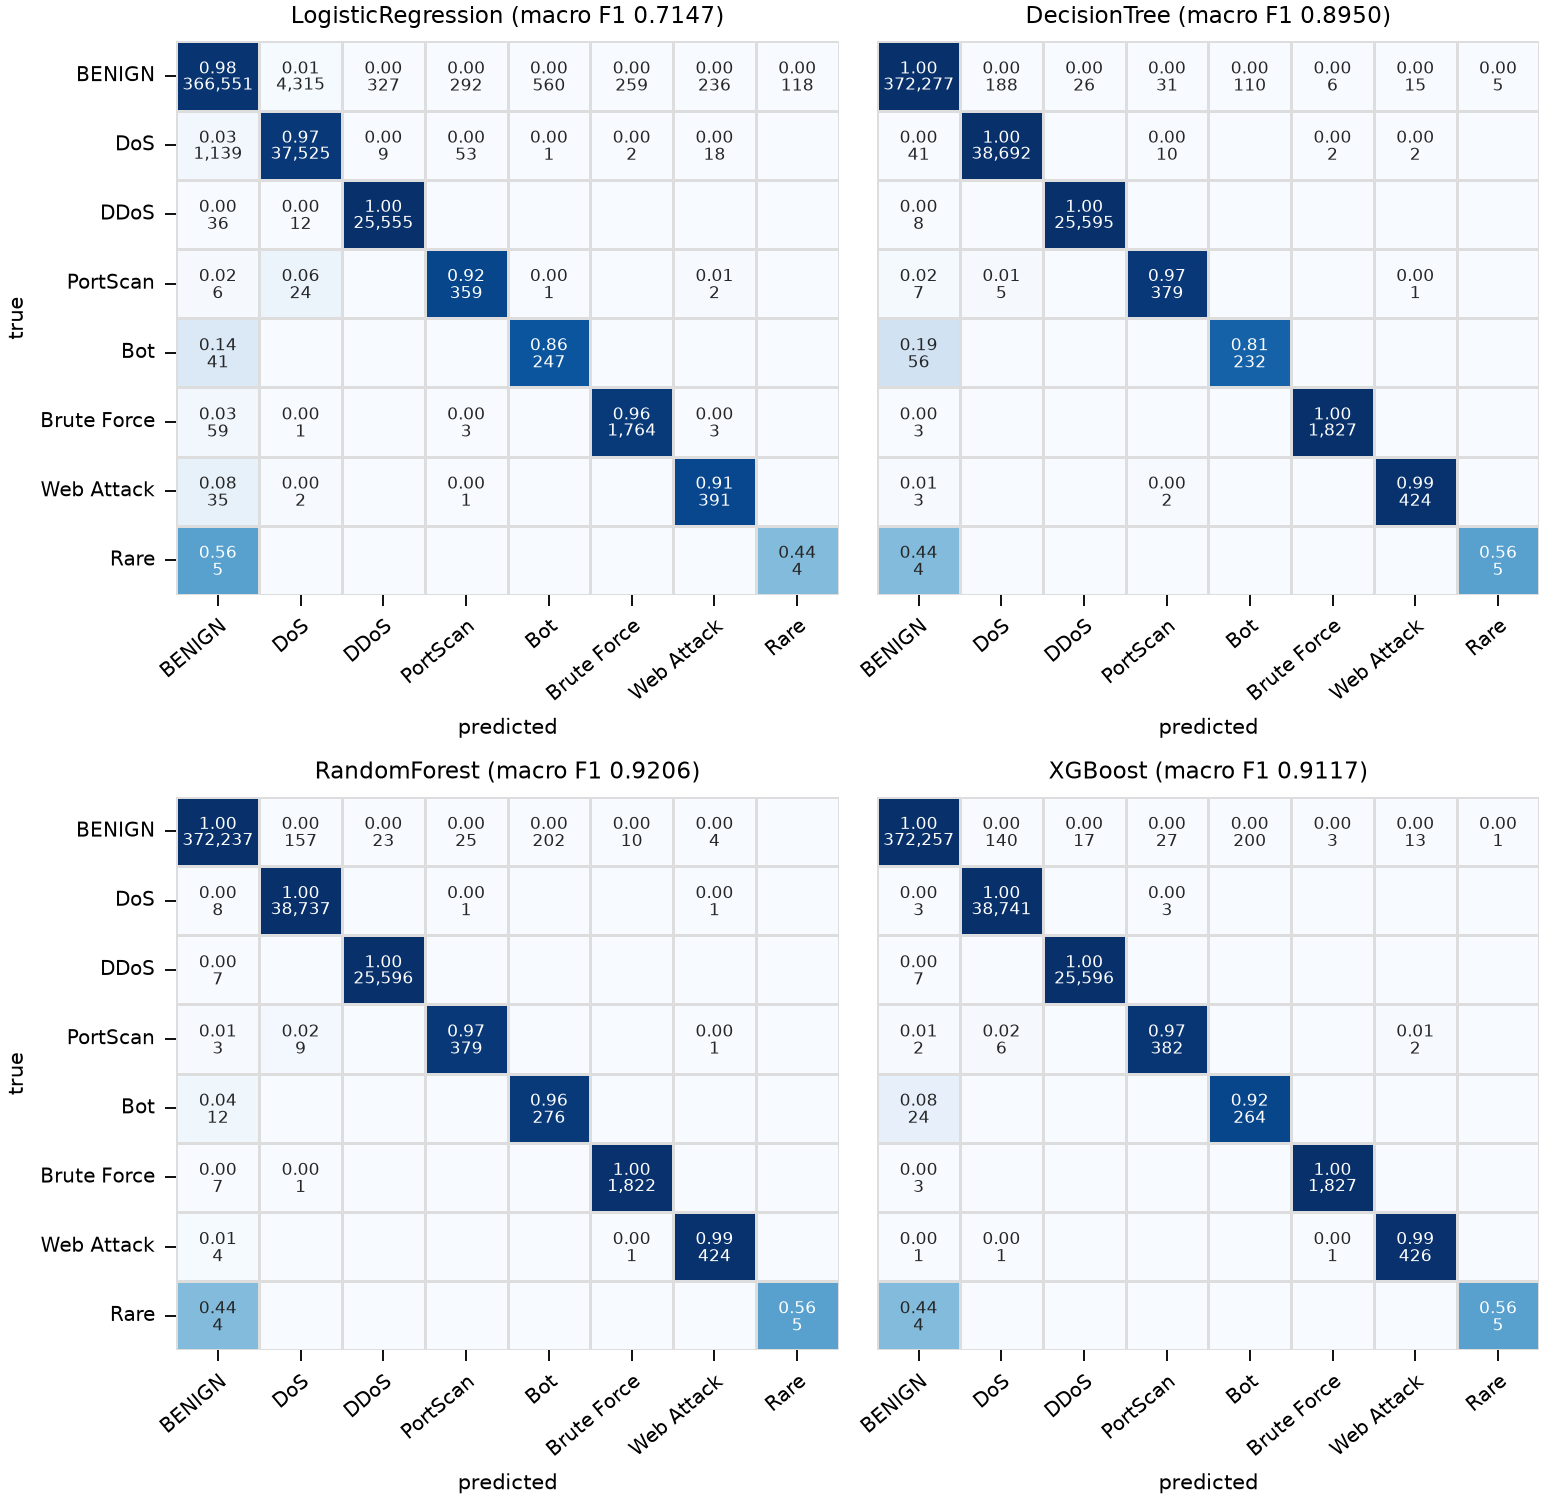 LogisticRegression (macro F1 0.7147)
true
BENIGN
0.98 0.01 0.00 0.00 0.00 0.00 0.00 0.00
366,551 4,315 327 292 560 259 236 118
DoS
0.03 0.97 0.00 0.00 0.00 0.00 0.00
1,139 37,525 9 53 1 2 18
DDoS
0.00 0.00 1.00
36 12 25,555
PortScan
0.02 0.06 0.92 0.00 0.01
6 24 359 1 2
Bot
0.14 0.86
41 247
Brute Force
0.03 0.00 0.00 0.96 0.00
59 1 3 1,764 3
Web Attack
0.08 0.00 0.00 0.91
35 2 1 391
Rare
0.56 0.44
5 4
BENIGN DoS DDoS PortScan Bot Brute Force Web Attack Rare
predicted
DecisionTree (macro F1 0.8950)
1.00 0.00 0.00 0.00 0.00 0.00 0.00 0.00
372,277 188 26 31 110 6 15 5
0.00 1.00 0.00 0.00 0.00
41 38,692 10 2 2
0.00 1.00
8 25,595
0.02 0.01 0.97 0.00
7 5 379 1
0.19 0.81
56 232
0.00 1.00
3 1,827
0.01 0.00 0.99
3 2 424
0.44 0.56
4 5
BENIGN DoS DDoS PortScan Bot Brute Force Web Attack Rare
predicted
RandomForest (macro F1 0.9206)
true
BENIGN
1.00 0.00 0.00 0.00 0.00 0.00 0.00
372,237 157 23 25 202 10 4
DoS
0.00 1.00 0.00 0.00
8 38,737 1 1
DDoS
0.00 1.00
7 25,596
PortScan
0.01 0.02 0.97 0.00
3 9 379 1
Bot
0.04 0.96
12 276
Brute Force
0.00 0.00 1.00
7 1 1,822
Web Attack
0.01 0.00 0.99
4 1 424
Rare
0.44 0.56
4 5
BENIGN DoS DDoS PortScan Bot Brute Force Web Attack Rare
predicted
XGBoost (macro F1 0.9117)
1.00 0.00 0.00 0.00 0.00 0.00 0.00 0.00
372,257 140 17 27 200 3 13 1
0.00 1.00 0.00
3 38,741 3
0.00 1.00
7 25,596
0.01 0.02 0.97 0.01
2 6 382 2
0.08 0.92
24 264
0.00 1.00
3 1,827
0.00 0.00 0.00 0.99
1 1 1 426
0.44 0.56
4 5
BENIGN DoS DDoS PortScan Bot Brute Force Web Attack Rare
predicted